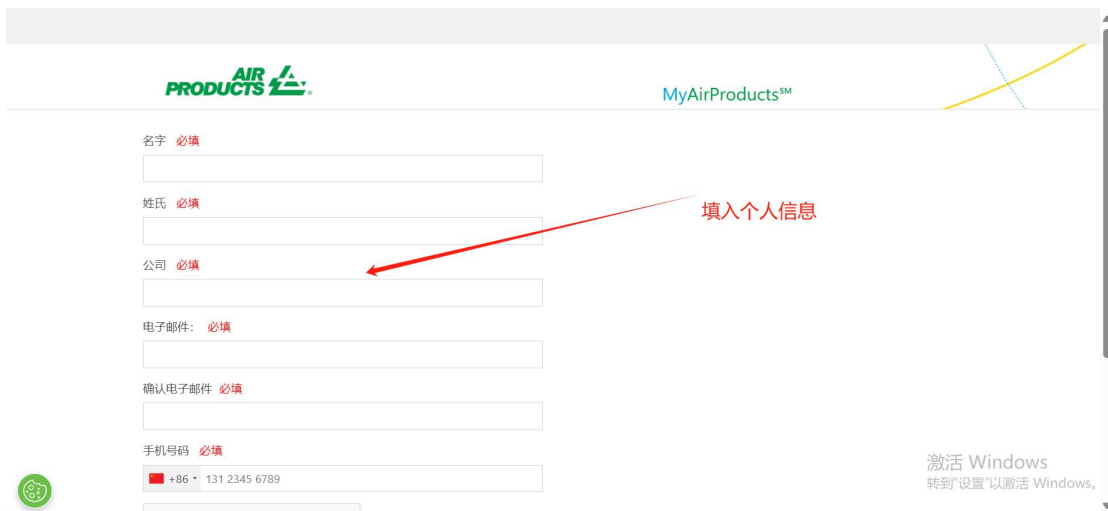 AIR
PRODUCTS
MyAirProducts℠
名字 必填
姓氏 必填
填入个人信息
公司 必填
电子邮件： 必填
确认电子邮件 必填
手机号码 必填
+86 131 2345 6789
激活 Windows
转到"设置"以激活 Windows。